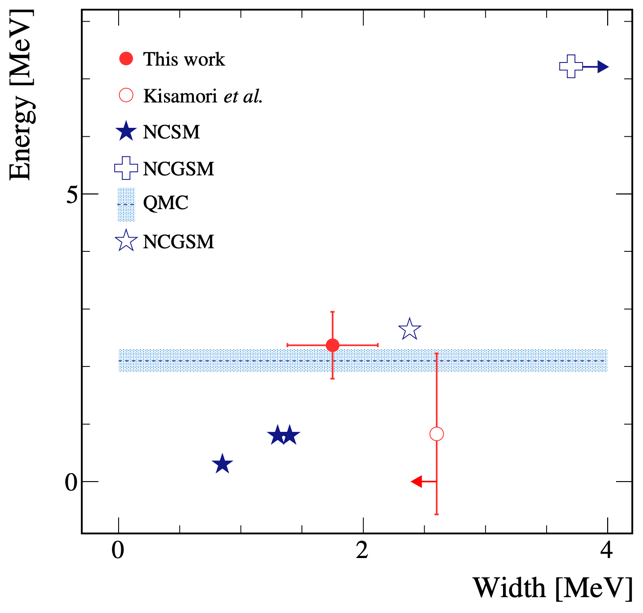 Energy [MeV]
This work
Kisamori et al.
NCSM
NCGSM
QMC
NCGSM
5
0
0
2
4
Width [MeV]